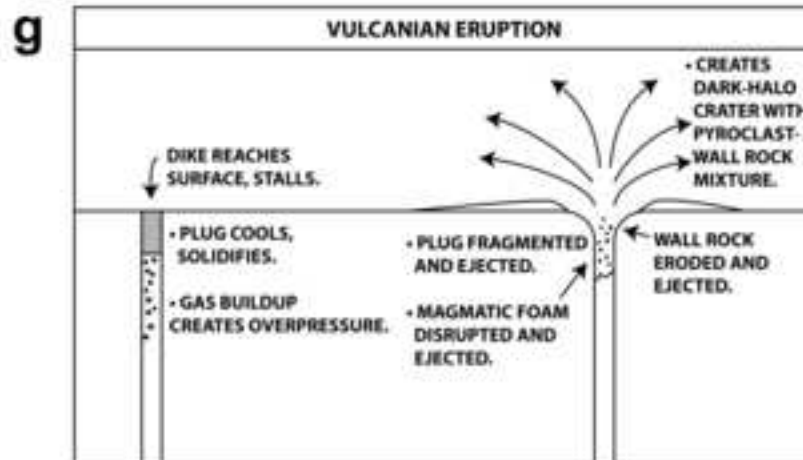 g
VULCANIAN ERUPTION
DIKE REACHES
SURFACE, STALLS.
• PLUG COOLS,
SOLIDIFIES.
• GAS BUILDUP
CREATES OVERPRESSURE.
• CREATES
DARK-HALO
CRATER WITH
PYROCLAST-
WALL ROCK
MIXTURE.
• PLUG FRAGMENTED
AND EJECTED.
• MAGMATIC FOAM
DISRUPTED AND
EJECTED.
WALL ROCK
ERODED AND
EJECTED.